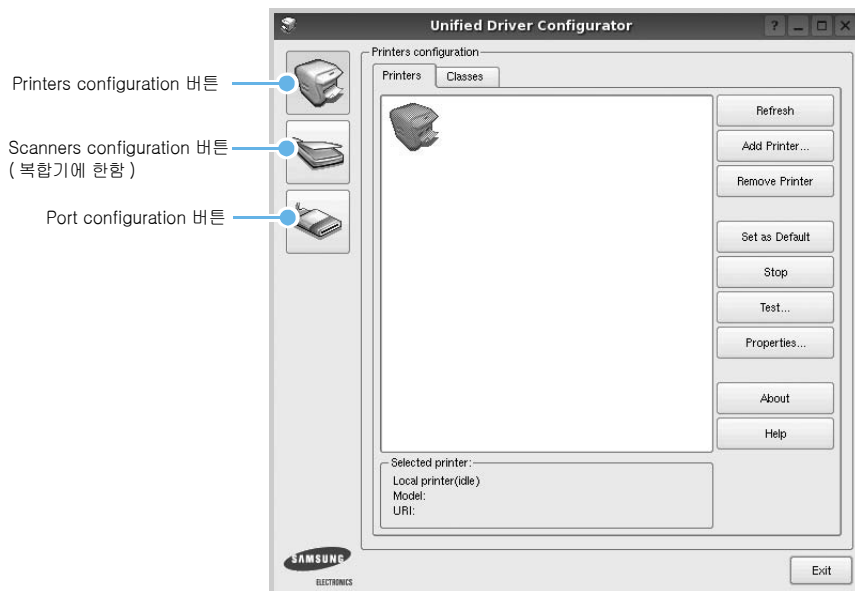 Unified Driver Configurator
?
Printers configuration 버튼
Scanners configuration 버튼
( 복합기에 한함 )
Port configuration 버튼
Printers configuration
Printers
Classes
Refresh
Add Printer...
Remove Printer
Set as Default
Stop
Test...
Properties...
About
Help
Selected printer:
Local printer(idle)
Model:
URI:
SAMSUNG
ELECTRONICS
Exit